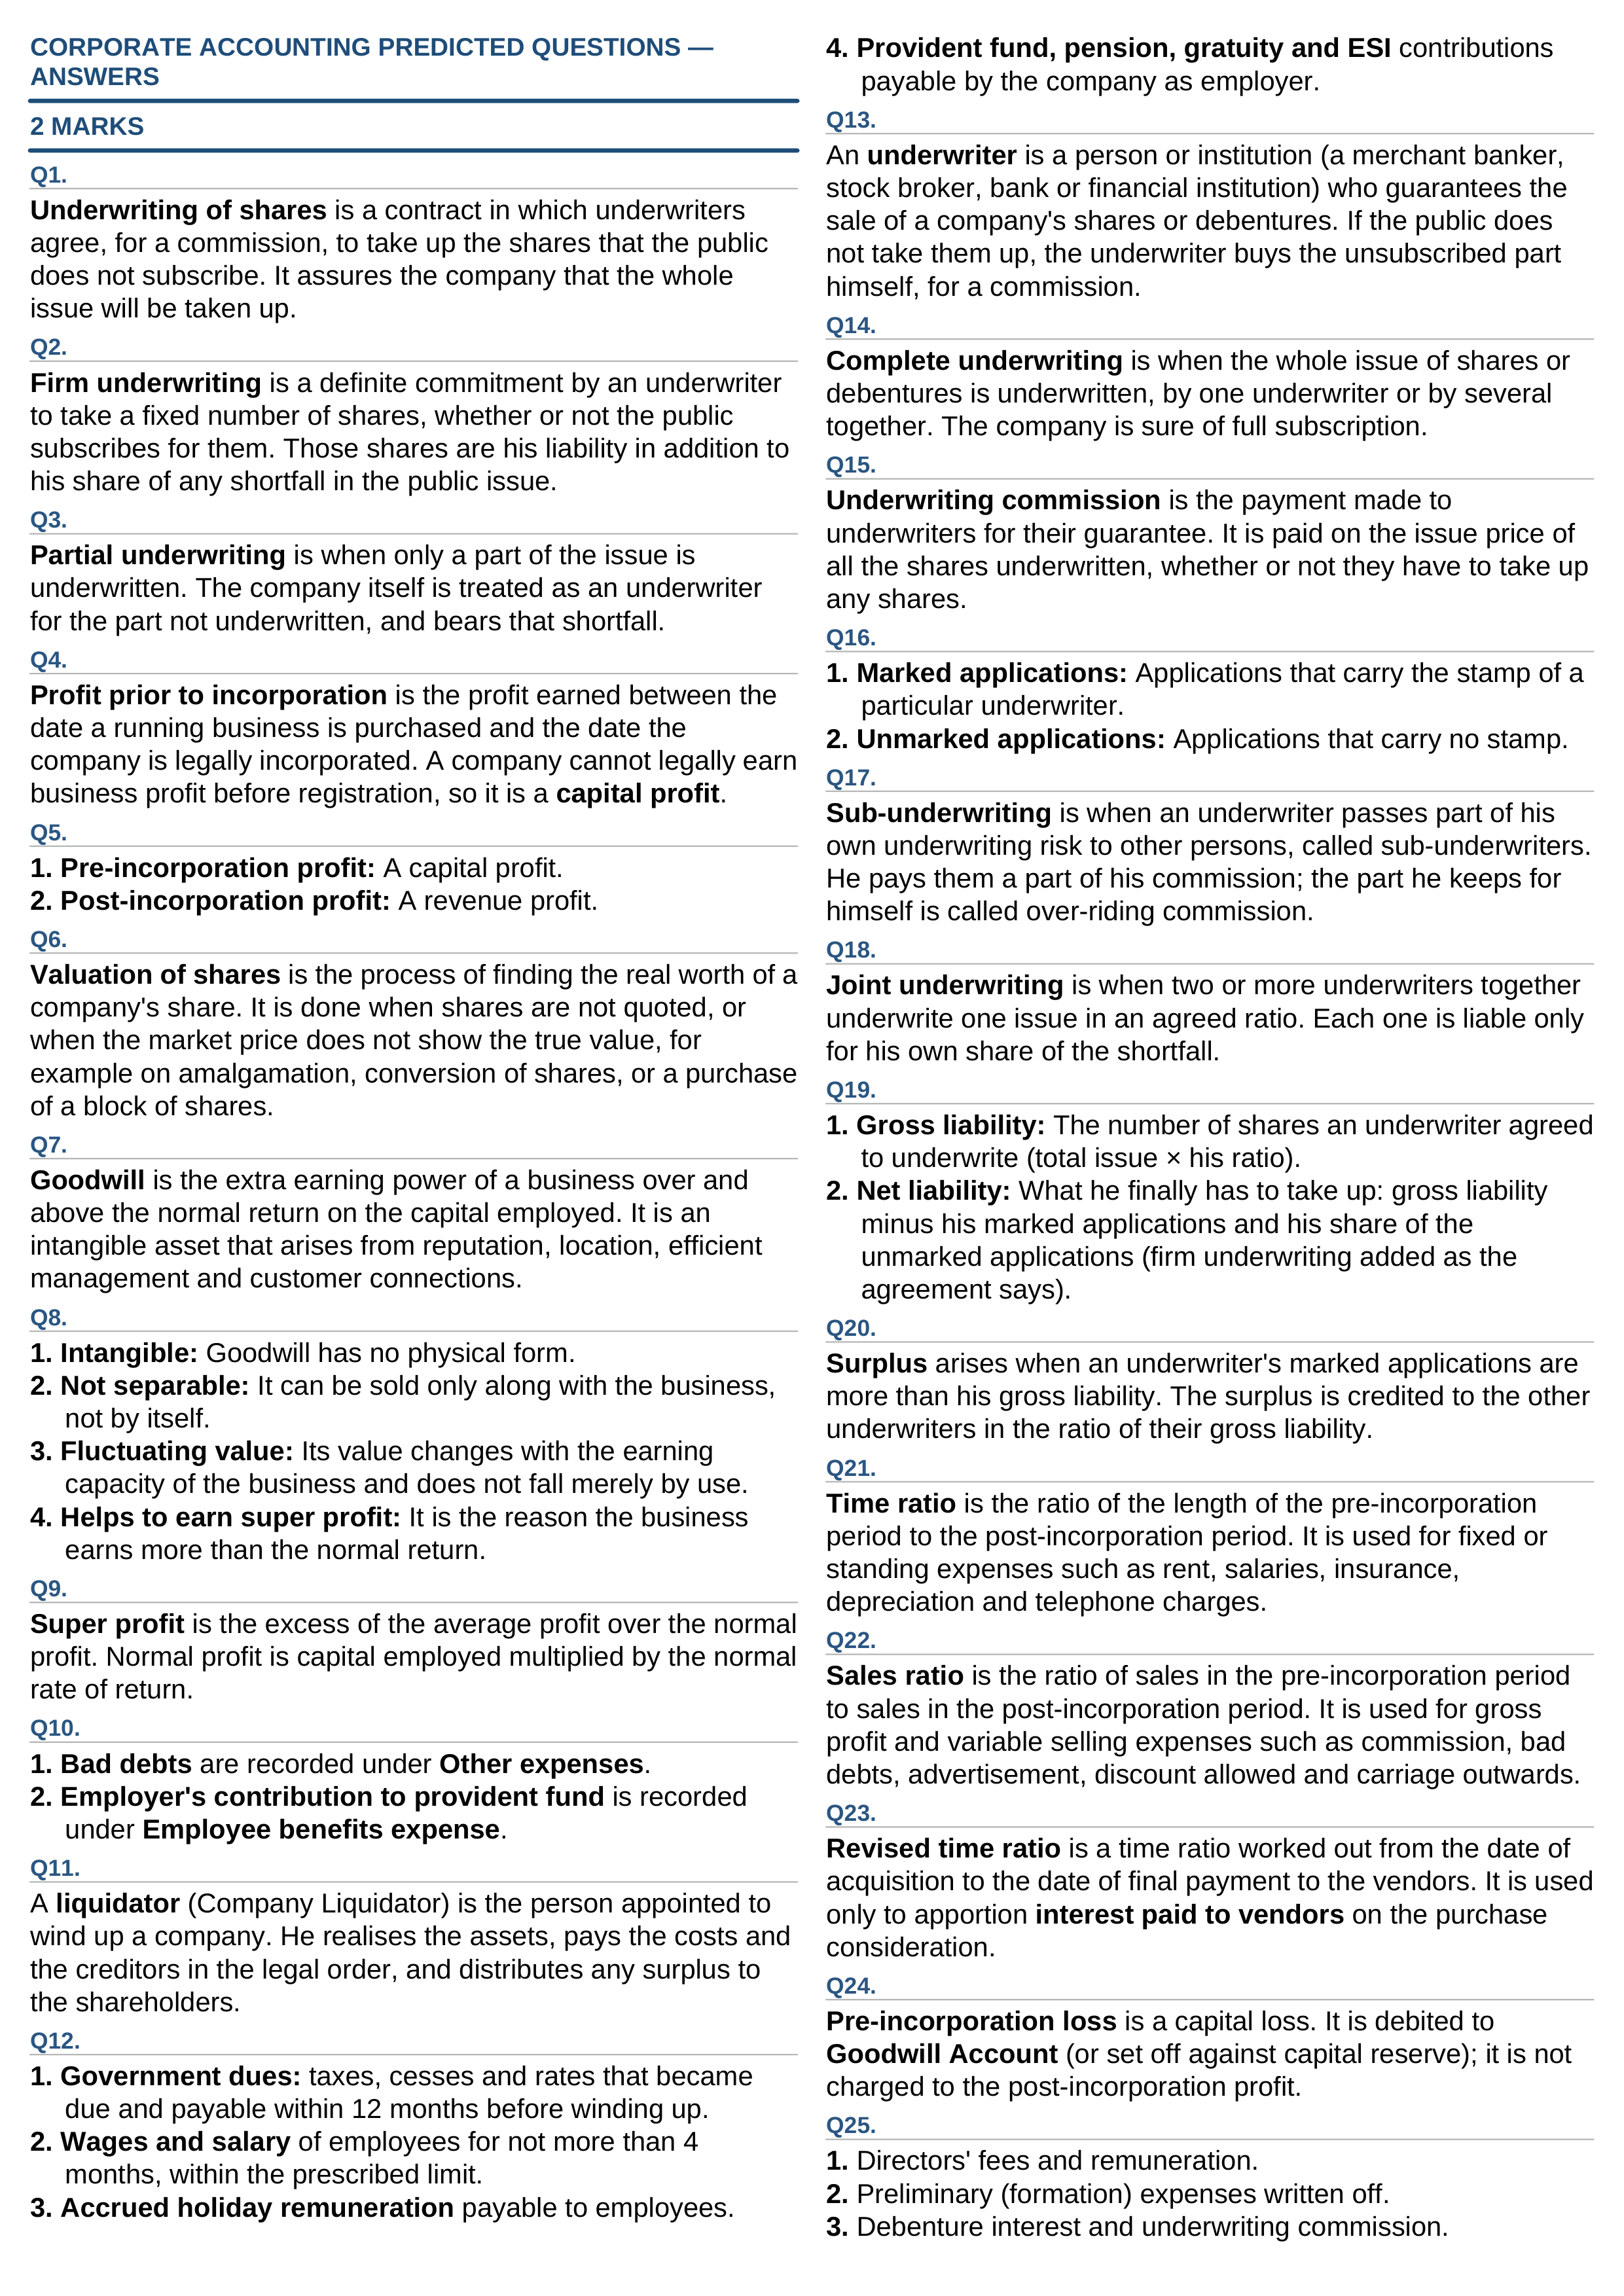 CORPORATE ACCOUNTING PREDICTED QUESTIONS —
ANSWERS
2 MARKS
Q1.
Underwriting of shares is a contract in which underwriters
agree, for a commission, to take up the shares that the public
does not subscribe. It assures the company that the whole
issue will be taken up.
Q2.
Firm underwriting is a definite commitment by an underwriter
to take a fixed number of shares, whether or not the public
subscribes for them. Those shares are his liability in addition to
his share of any shortfall in the public issue.
Q3.
Partial underwriting is when only a part of the issue is
underwritten. The company itself is treated as an underwriter
for the part not underwritten, and bears that shortfall.
Q4.
Profit prior to incorporation is the profit earned between the
date a running business is purchased and the date the
company is legally incorporated. A company cannot legally earn
business profit before registration, so it is a capital profit.
Q5.
1. Pre-incorporation profit: A capital profit.
2. Post-incorporation profit: A revenue profit.
Q6.
Valuation of shares is the process of finding the real worth of a
company's share. It is done when shares are not quoted, or
when the market price does not show the true value, for
example on amalgamation, conversion of shares, or a purchase
of a block of shares.
Q7.
Goodwill is the extra earning power of a business over and
above the normal return on the capital employed. It is an
intangible asset that arises from reputation, location, efficient
management and customer connections.
Q8.
1. Intangible: Goodwill has no physical form.
2. Not separable: It can be sold only along with the business,
not by itself.
3. Fluctuating value: Its value changes with the earning
capacity of the business and does not fall merely by use.
4. Helps to earn super profit: It is the reason the business
earns more than the normal return.
Q9.
Super profit is the excess of the average profit over the normal
profit. Normal profit is capital employed multiplied by the normal
rate of return.
Q10.
1. Bad debts are recorded under Other expenses.
2. Employer's contribution to provident fund is recorded
under Employee benefits expense.
Q11.
A liquidator (Company Liquidator) is the person appointed to
wind up a company. He realises the assets, pays the costs and
the creditors in the legal order, and distributes any surplus to
the shareholders.
Q12.
1. Government dues: taxes, cesses and rates that became
due and payable within 12 months before winding up.
2. Wages and salary of employees for not more than 4
months, within the prescribed limit.
3. Accrued holiday remuneration payable to employees.
4. Provident fund, pension, gratuity and ESI contributions
payable by the company as employer.
Q13.
An underwriter is a person or institution (a merchant banker,
stock broker, bank or financial institution) who guarantees the
sale of a company's shares or debentures. If the public does
not take them up, the underwriter buys the unsubscribed part
himself, for a commission.
Q14.
Complete underwriting is when the whole issue of shares or
debentures is underwritten, by one underwriter or by several
together. The company is sure of full subscription.
Q15.
Underwriting commission is the payment made to
underwriters for their guarantee. It is paid on the issue price of
all the shares underwritten, whether or not they have to take up
any shares.
Q16.
1. Marked applications: Applications that carry the stamp of a
particular underwriter.
2. Unmarked applications: Applications that carry no stamp.
Q17.
Sub-underwriting is when an underwriter passes part of his
own underwriting risk to other persons, called sub-underwriters.
He pays them a part of his commission; the part he keeps for
himself is called over-riding commission.
Q18.
Joint underwriting is when two or more underwriters together
underwrite one issue in an agreed ratio. Each one is liable only
for his own share of the shortfall.
Q19.
1. Gross liability: The number of shares an underwriter agreed
to underwrite (total issue × his ratio).
2. Net liability: What he finally has to take up: gross liability
minus his marked applications and his share of the
unmarked applications (firm underwriting added as the
agreement says).
Q20.
Surplus arises when an underwriter's marked applications are
more than his gross liability. The surplus is credited to the other
underwriters in the ratio of their gross liability.
Q21.
Time ratio is the ratio of the length of the pre-incorporation
period to the post-incorporation period. It is used for fixed or
standing expenses such as rent, salaries, insurance,
depreciation and telephone charges.
Q22.
Sales ratio is the ratio of sales in the pre-incorporation period
to sales in the post-incorporation period. It is used for gross
profit and variable selling expenses such as commission, bad
debts, advertisement, discount allowed and carriage outwards.
Q23.
Revised time ratio is a time ratio worked out from the date of
acquisition to the date of final payment to the vendors. It is used
only to apportion interest paid to vendors on the purchase
consideration.
Q24.
Pre-incorporation loss is a capital loss. It is debited to
Goodwill Account (or set off against capital reserve); it is not
charged to the post-incorporation profit.
Q25.
1. Directors' fees and remuneration.
2. Preliminary (formation) expenses written off.
3. Debenture interest and underwriting commission.